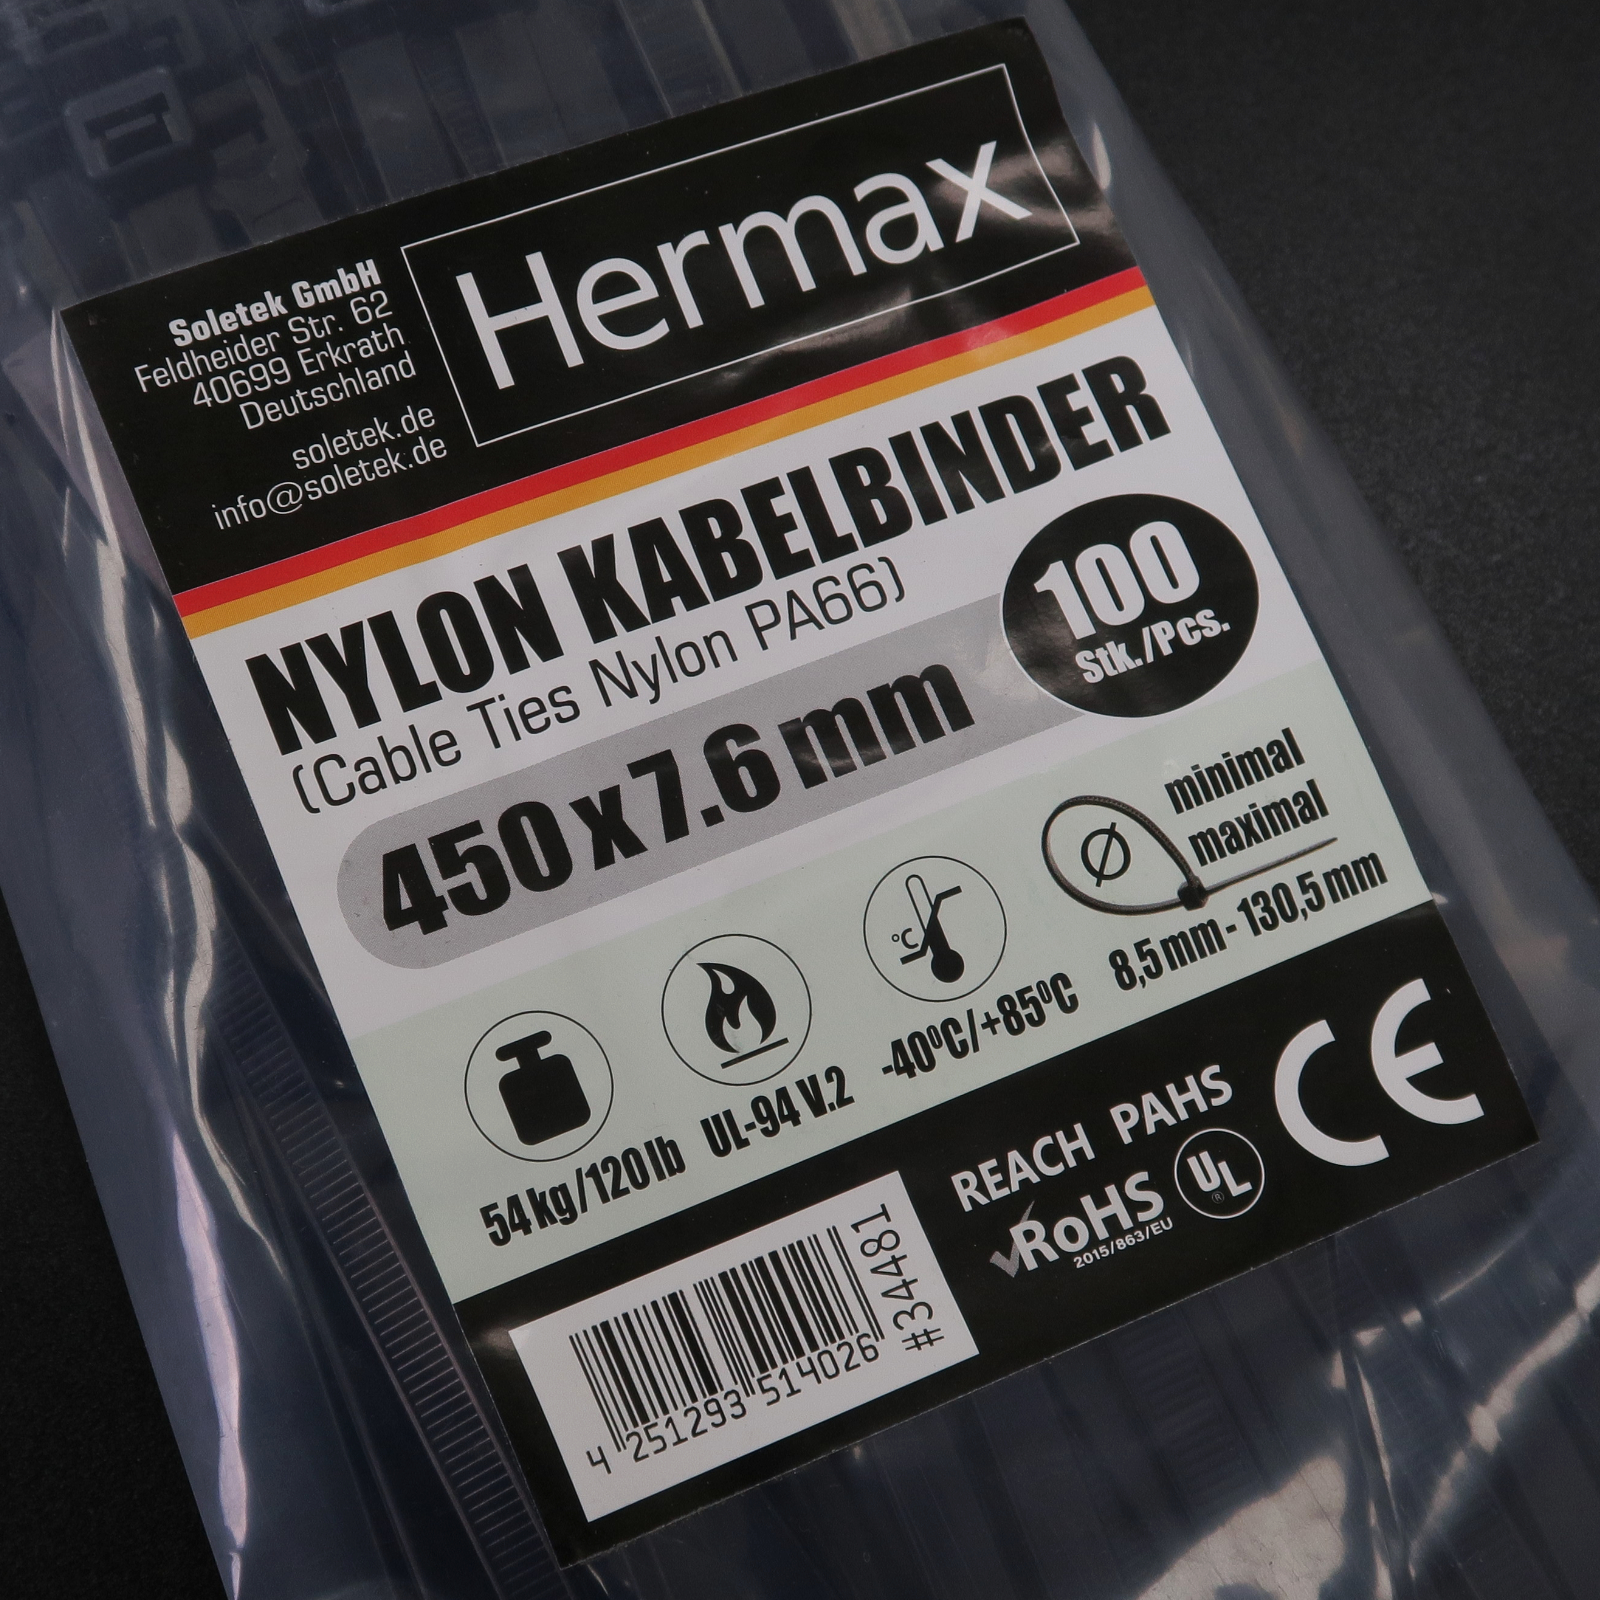 Hermax
Soletek GmbH
Feldheider Str. 62
40699 Erkrath
Deutschland
soletek.de
info@soletek.de
NYLON KABELBINDER
(Cable Ties Nylon PA66)
100
Stk./Pcs.
450 x 7.6 mm
minimal
maximal
Ø
8,5 mm - 130,5 mm
°C
-40ºC/+85ºC
UL-94 V.2
54 kg/120 lb
REACH PAHS
RoHS
2015/863/EU
UL
®
CE
#34481
4 251293 514026